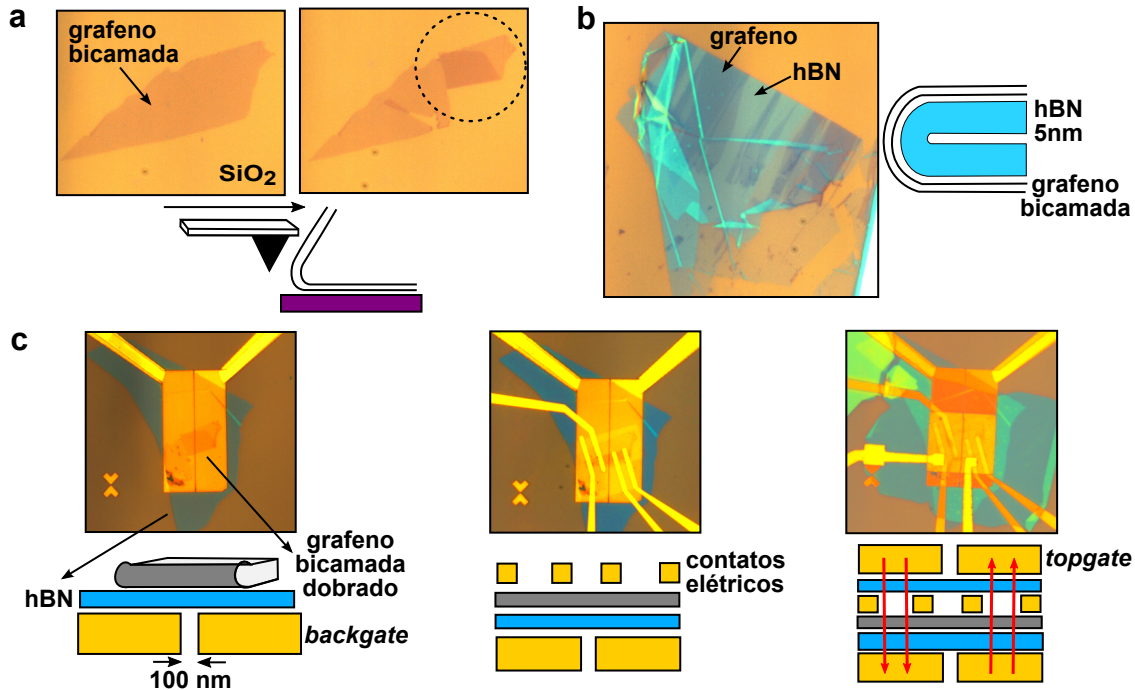 a
grafeno
bicamada
SiO2
b
grafeno
hBN
hBN
5nm
grafeno
bicamada
c
hBN
grafeno
bicamada
dobrado
backgate
100 nm
contatos
elétricos
topgate